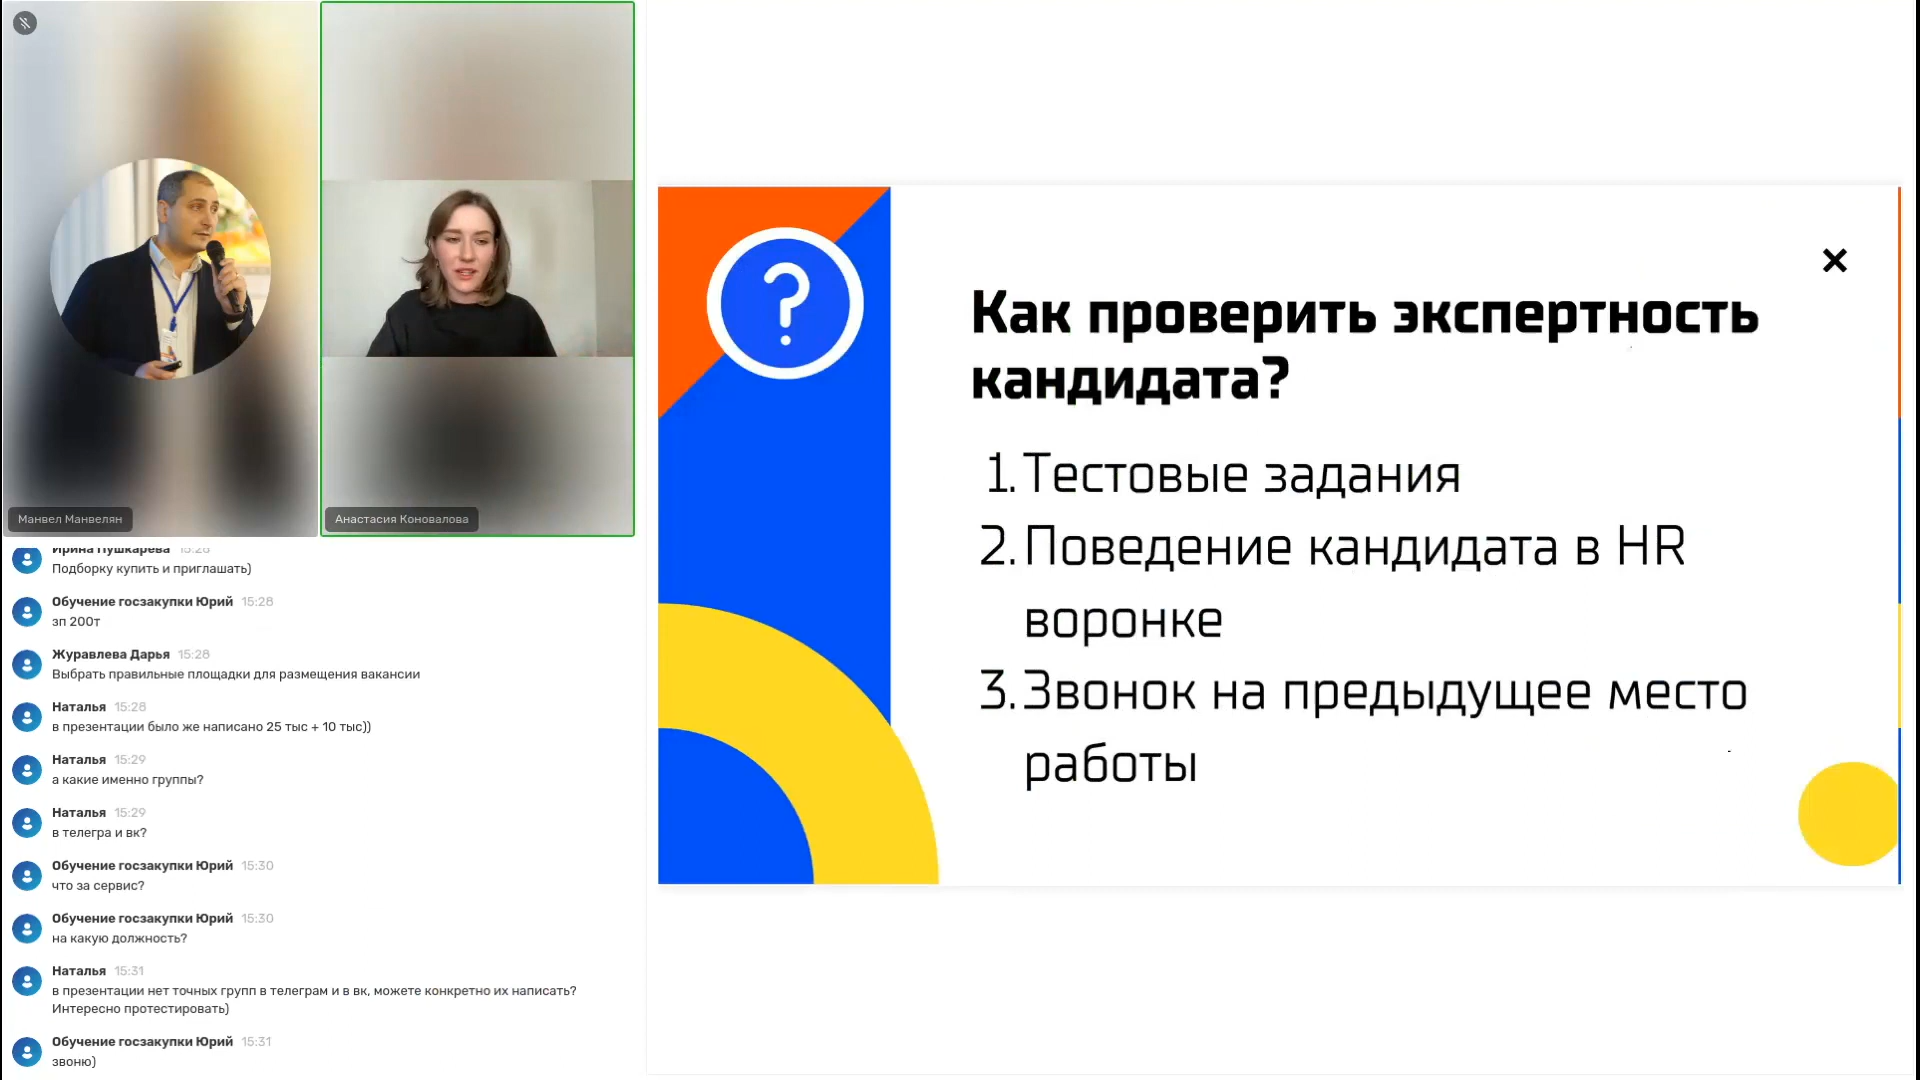 Манвел Манвелян
Анастасия Коновалова
Ирина Пушкарева 15:28
Подборку купить и приглашать)
Обучение госзакупки Юрий 15:28
зп 200т
Журавлева Дарья 15:28
Выбрать правильные площадки для размещения вакансии
Наталья 15:28
в презентации было же написано 25 тыс + 10 тыс))
Наталья 15:29
а какие именно группы?
Наталья 15:29
в телегра и вк?
Обучение госзакупки Юрий 15:30
что за сервис?
Обучение госзакупки Юрий 15:30
на какую должность?
Наталья 15:31
в презентации нет точных групп в телеграм и в вк, можете конкретно их написать?
Интересно протестировать)
Обучение госзакупки Юрий 15:31
звоню)
Как проверить экспертность
кандидата?
1. Тестовые задания
2. Поведение кандидата в HR
воронке
3. Звонок на предыдущее место
работы